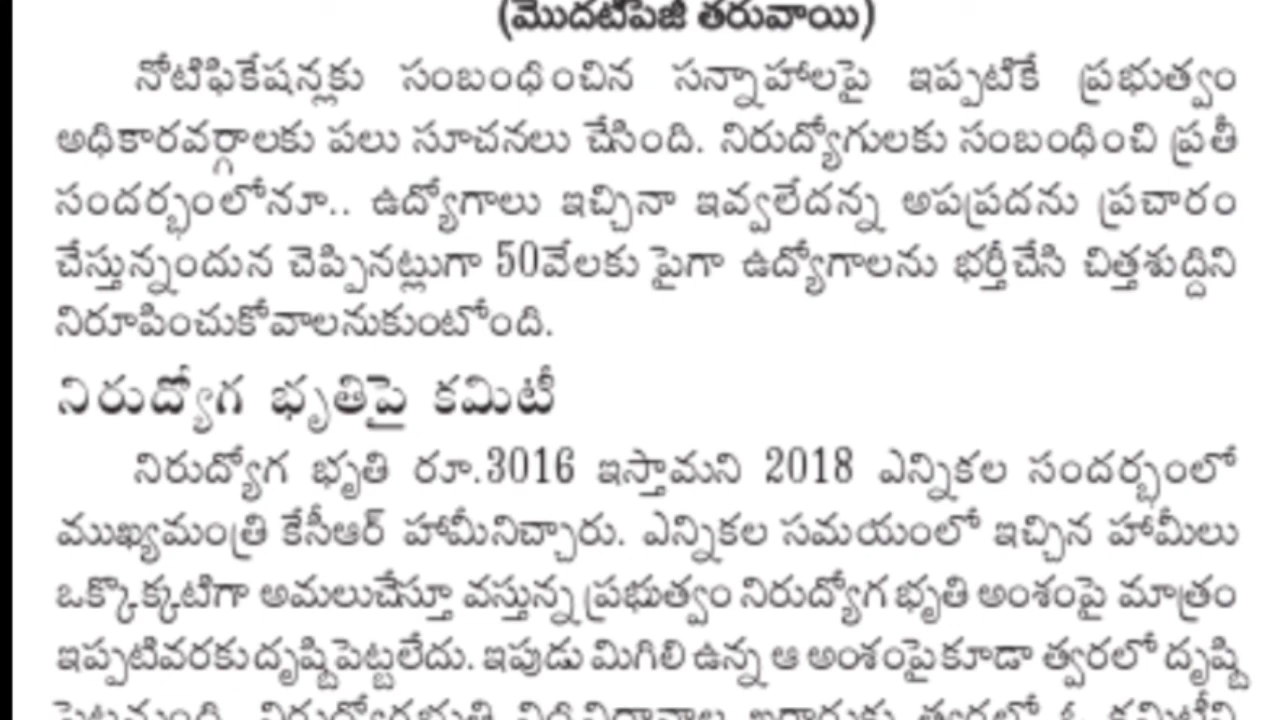 (మొదటిపేజీ తరువాయి)
నోటిఫికేషన్లకు సంబంధించిన సన్నాహాలపై ఇప్పటికే ప్రభుత్వం
అధికారవర్గాలకు పలు సూచనలు చేసింది. నిరుద్యోగులకు సంబంధించి ప్రతీ
సందర్భంలోనూ.. ఉద్యోగాలు ఇచ్చినా ఇవ్వలేదన్న అపప్రదను ప్రచారం
చేస్తున్నందున చెప్పినట్లుగా 50వేలకు పైగా ఉద్యోగాలను భర్తీచేసి చిత్తశుద్దిని
నిరూపించుకోవాలనుకుంటోంది.
నిరుద్యోగ భృతిపై కమిటీ
నిరుద్యోగ భృతి రూ.3016 ఇస్తామని 2018 ఎన్నికల సందర్భంలో
ముఖ్యమంత్రి కేసీఆర్ హామీనిచ్చారు. ఎన్నికల సమయంలో ఇచ్చిన హామీలు
ఒక్కొక్కటిగా అమలుచేస్తూ వస్తున్న ప్రభుత్వం నిరుద్యోగ భృతి అంశంపై మాత్రం
ఇప్పటివరకు దృష్టిపెట్టలేదు. ఇపుడు మిగిలి ఉన్న ఆ అంశంపైకూడా త్వరలో దృష్టి